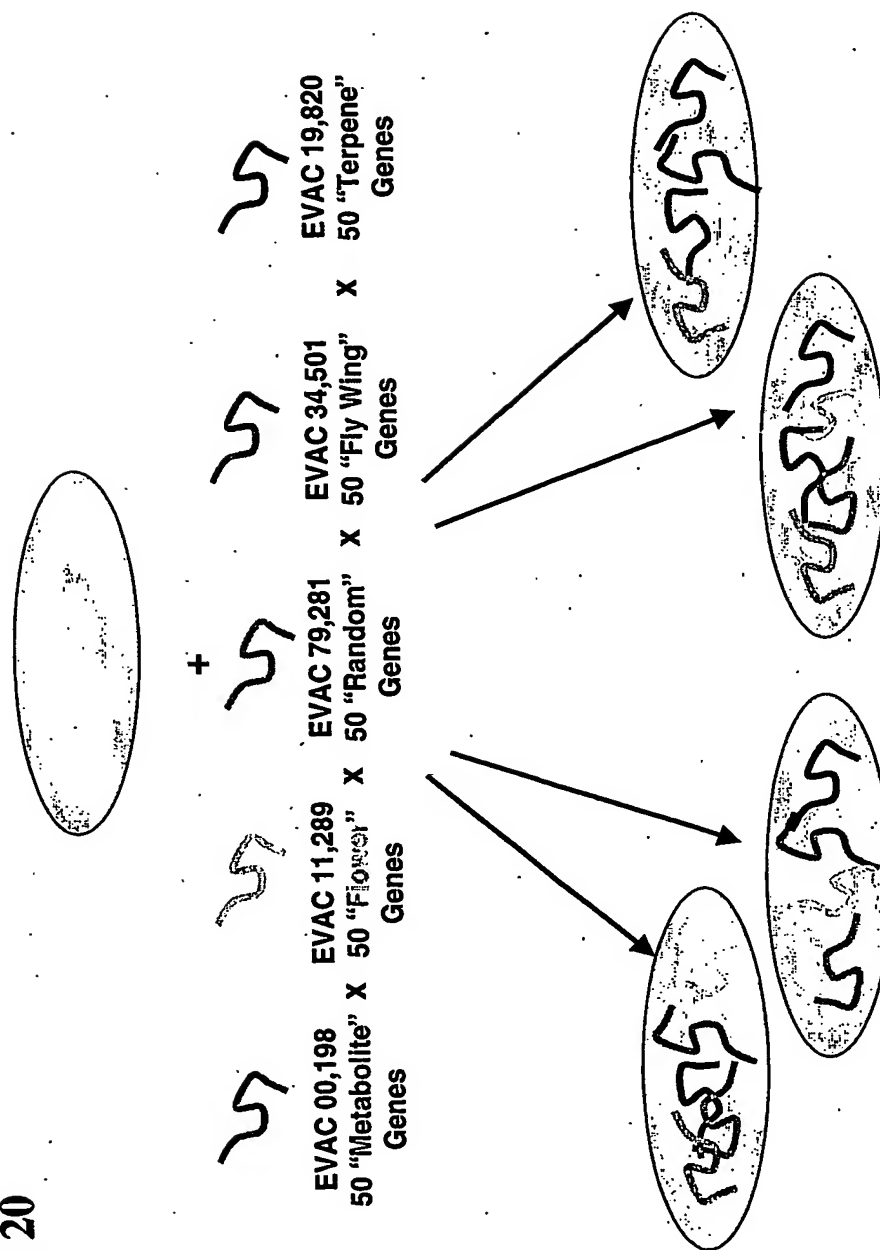 20
+
EVAC 00,198
50 "Metabolite"
Genes
X
EVAC 11,289
50 "Flower"
Genes
X
EVAC 79,281
50 "Random"
Genes
X
EVAC 34,501
50 "Fly Wing"
Genes
X
EVAC 19,820
50 "Terpene"
Genes